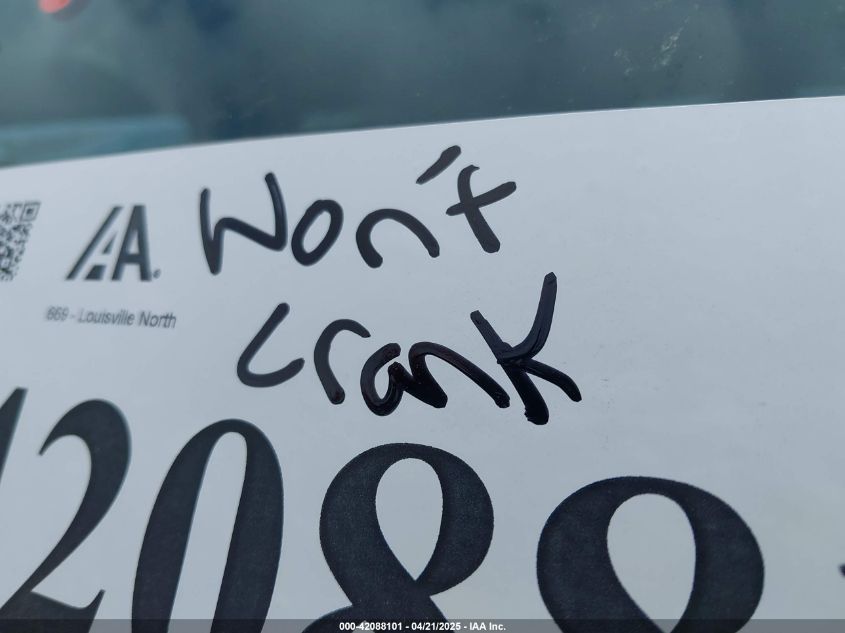 IAA.
Won't
669 - Louisville North
crank
42088
000-42088101 - 04/21/2025 - IAA Inc.